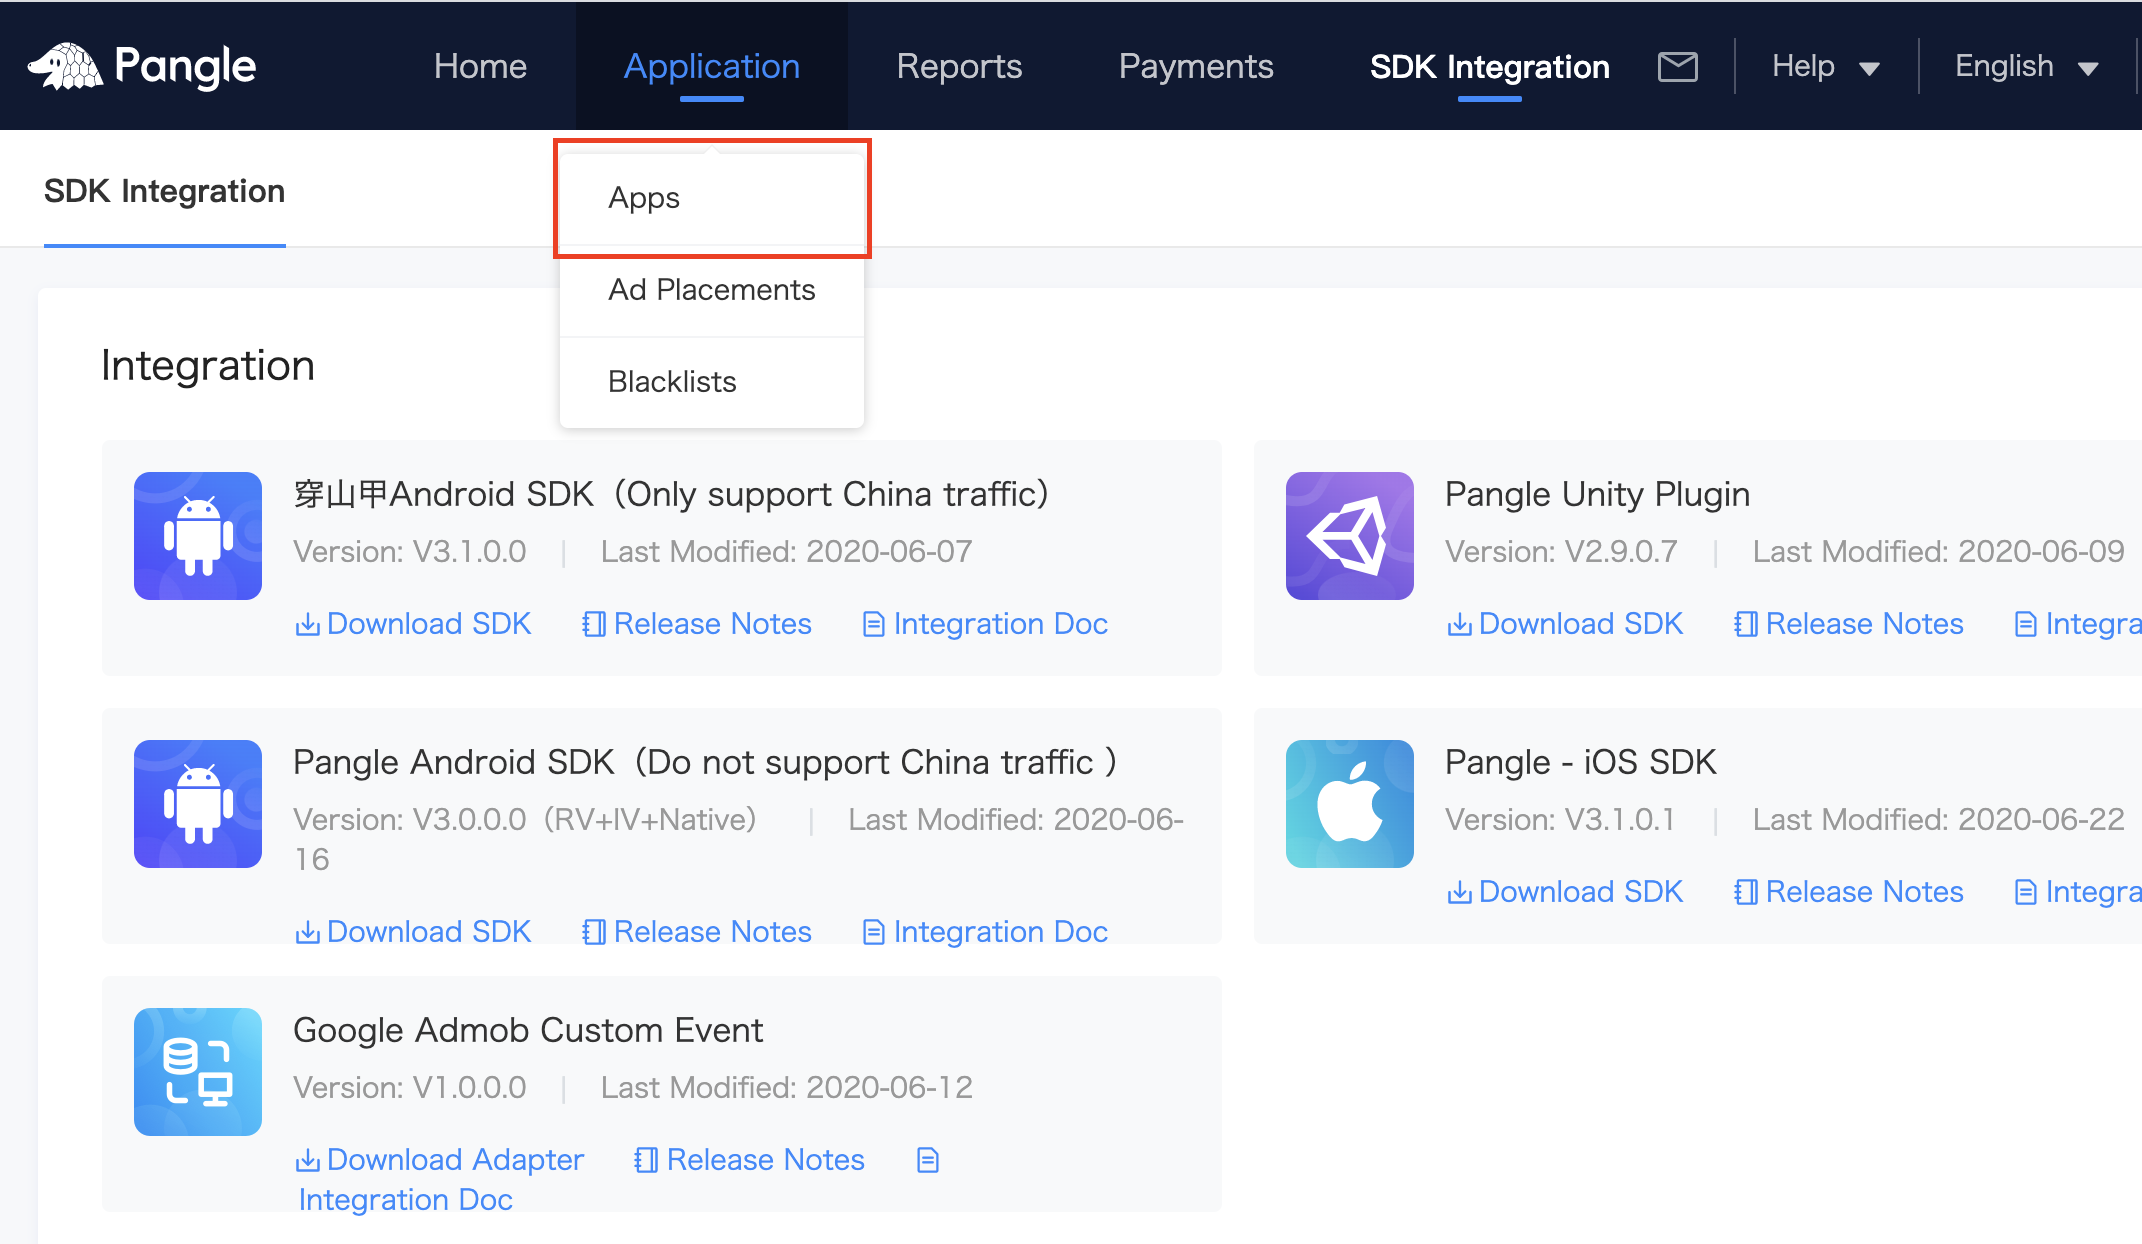 Pangle
Home
Application
Reports
Payments
SDK Integration
Help
English
SDK Integration
Apps
Ad Placements
Blacklists
Integration
穿山甲Android SDK（Only support China traffic）
Version: V3.1.0.0 | Last Modified: 2020-06-07
Download SDK
Release Notes
Integration Doc
Pangle Unity Plugin
Version: V2.9.0.7 | Last Modified: 2020-06-09
Download SDK
Release Notes
Integra
Pangle Android SDK（Do not support China traffic ）
Version: V3.0.0.0（RV+IV+Native） | Last Modified: 2020-06-
16
Download SDK
Release Notes
Integration Doc
Pangle - iOS SDK
Version: V3.1.0.1 | Last Modified: 2020-06-22
Download SDK
Release Notes
Integra
Google Admob Custom Event
Version: V1.0.0.0 | Last Modified: 2020-06-12
Download Adapter
Release Notes
Integration Doc